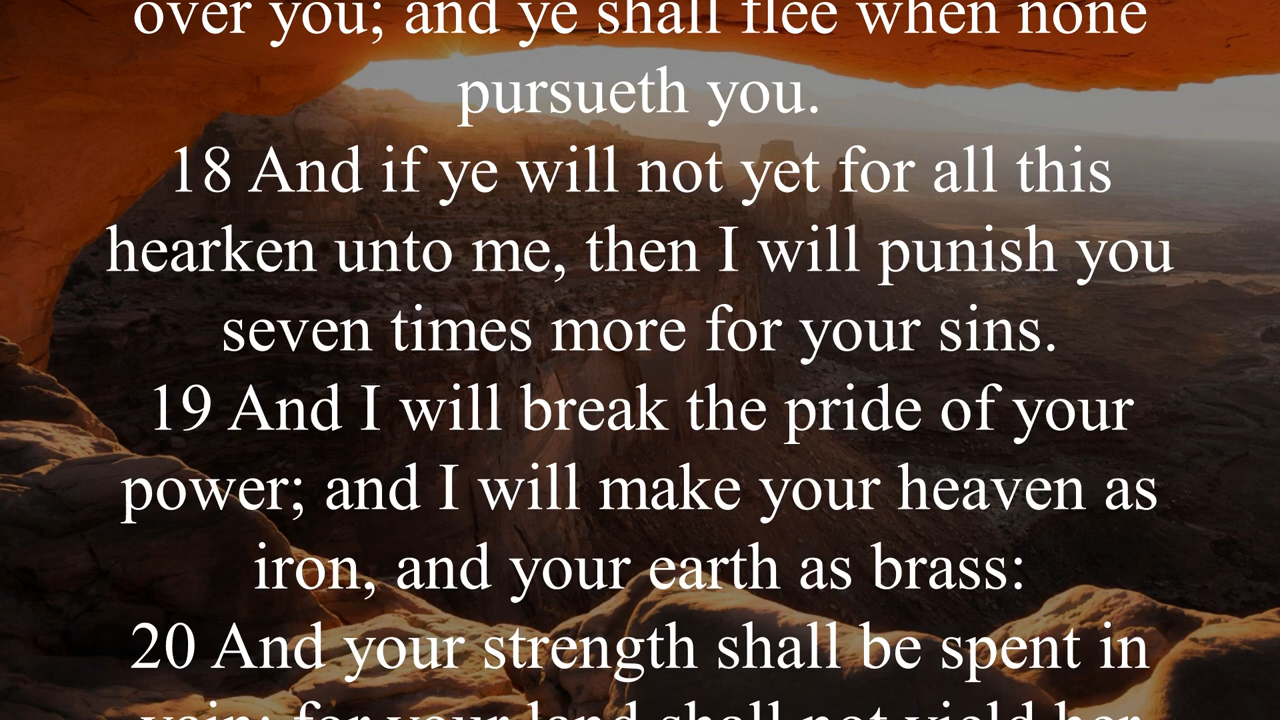 over you; and ye shall flee when none
pursueth you.
18 And if ye will not yet for all this
hearken unto me, then I will punish you
seven times more for your sins.
19 And I will break the pride of your
power; and I will make your heaven as
iron, and your earth as brass:
20 And your strength shall be spent in
vain: for your land shall not yield her